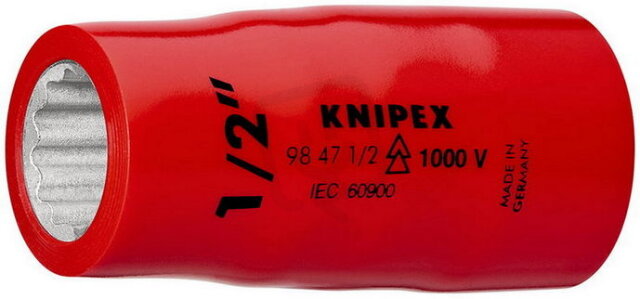 1/2"
KNIPEX
98 47 1/2 1000 V
IEC 60900
MADE IN
GERMANY